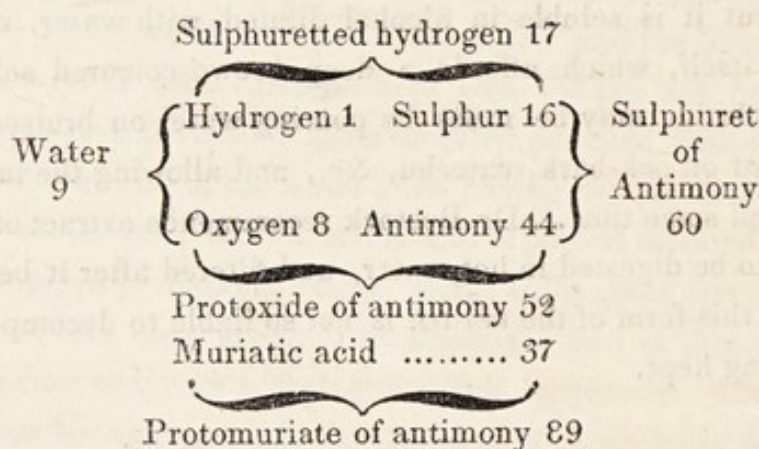 Sulphuretted hydrogen 17
Hydrogen 1 Sulphur 16
Water
9
Oxygen 8 Antimony 44
Sulphuret
of
Antimony
60
Protoxide of antimony 52
Muriatic acid ......... 37
Protomuriate of antimony 89